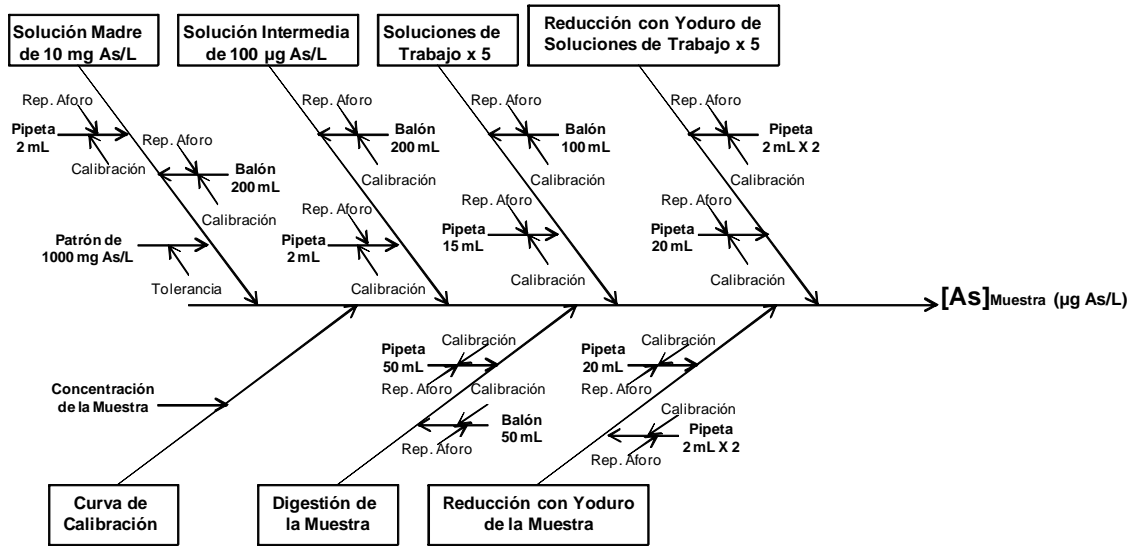 Solución Madre
de 10 mg As/L
Solución Intermedia
de 100 µg As/L
Soluciones de
Trabajo x 5
Reducción con Yoduro de
Soluciones de Trabajo x 5
Rep. Aforo
Pipeta
2 mL
Calibración
Rep. Aforo
Balón
200 mL
Calibración
Patrón de
1000 mg As/L
Tolerancia
Rep. Aforo
Balón
200 mL
Calibración
Rep. Aforo
Pipeta
2 mL
Calibración
Rep. Aforo
Balón
100 mL
Calibración
Rep. Aforo
Pipeta
15 mL
Calibración
Rep. Aforo
Pipeta
2 mL X 2
Calibración
Rep. Aforo
Pipeta
20 mL
Calibración
[As]Muestra (µg As/L)
Concentración
de la Muestra
Calibración
Pipeta
50 mL
Rep. Aforo
Calibración
Balón
50 mL
Rep. Aforo
Calibración
Pipeta
20 mL
Rep. Aforo
Calibración
Pipeta
2 mL X 2
Rep. Aforo
Curva de
Calibración
Digestión de
la Muestra
Reducción con Yoduro
de la Muestra